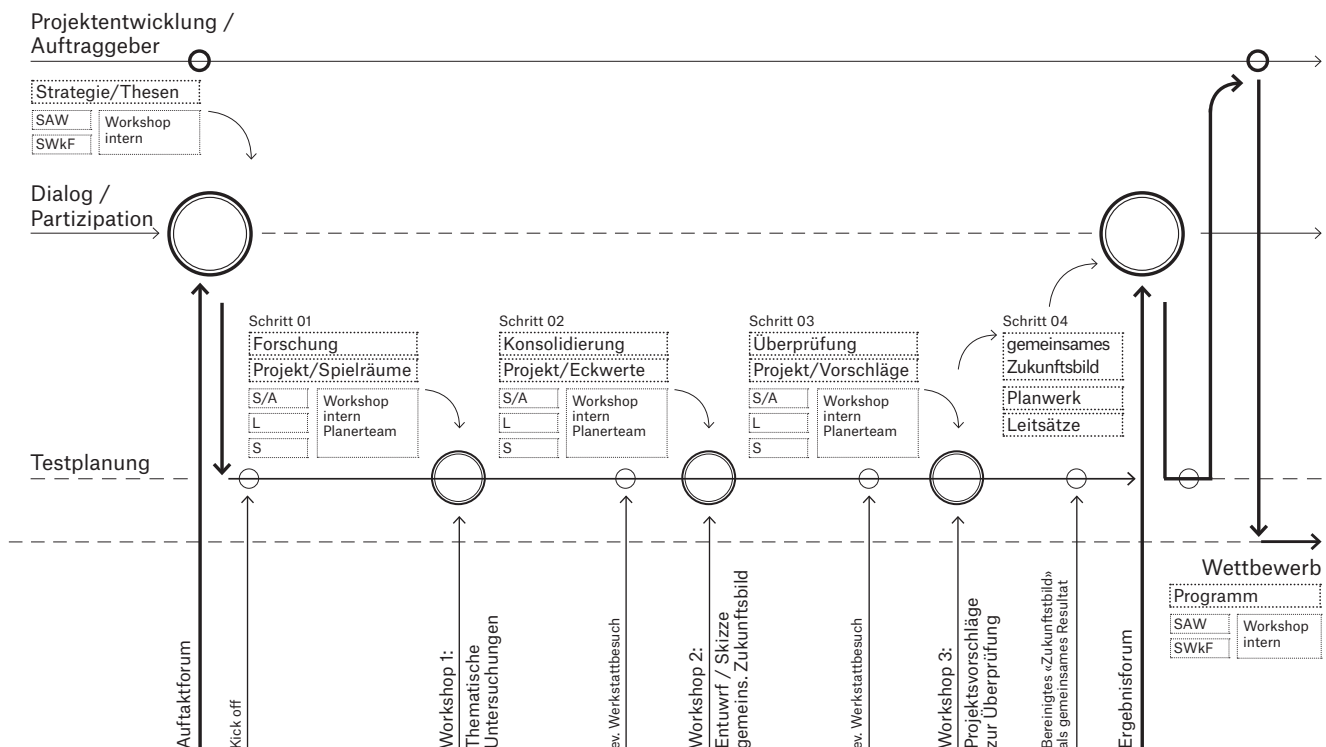 Projektentwicklung /
Auftraggeber
Strategie/Thesen
SAW
SWkF
Workshop
intern
Dialog /
Partizipation
Schritt 01
Forschung
Projekt/Spielräume
S/A
L
S
Workshop
intern
Planerteam
Schritt 02
Konsolidierung
Projekt/Eckwerte
S/A
L
S
Workshop
intern
Planerteam
Schritt 03
Überprüfung
Projekt/Vorschläge
S/A
L
S
Workshop
intern
Planerteam
Schritt 04
gemeinsames
Zukunftsbild
Planwerk
Leitsätze
Testplanung
Auftaktforum
Kick off
Workshop 1:
Thematische
Untersuchungen
ev. Werkstattbesuch
Workshop 2:
Entuwrf / Skizze
gemeins. Zukunftsbild
ev. Werkstattbesuch
Workshop 3:
Projektsvorschläge
zur Überprüfung
Bereinigtes «Zukunftstbild»
als gemeinsames Resultat
Ergebnisforum
Wettbewerb
Programm
SAW
SWkF
Workshop
intern